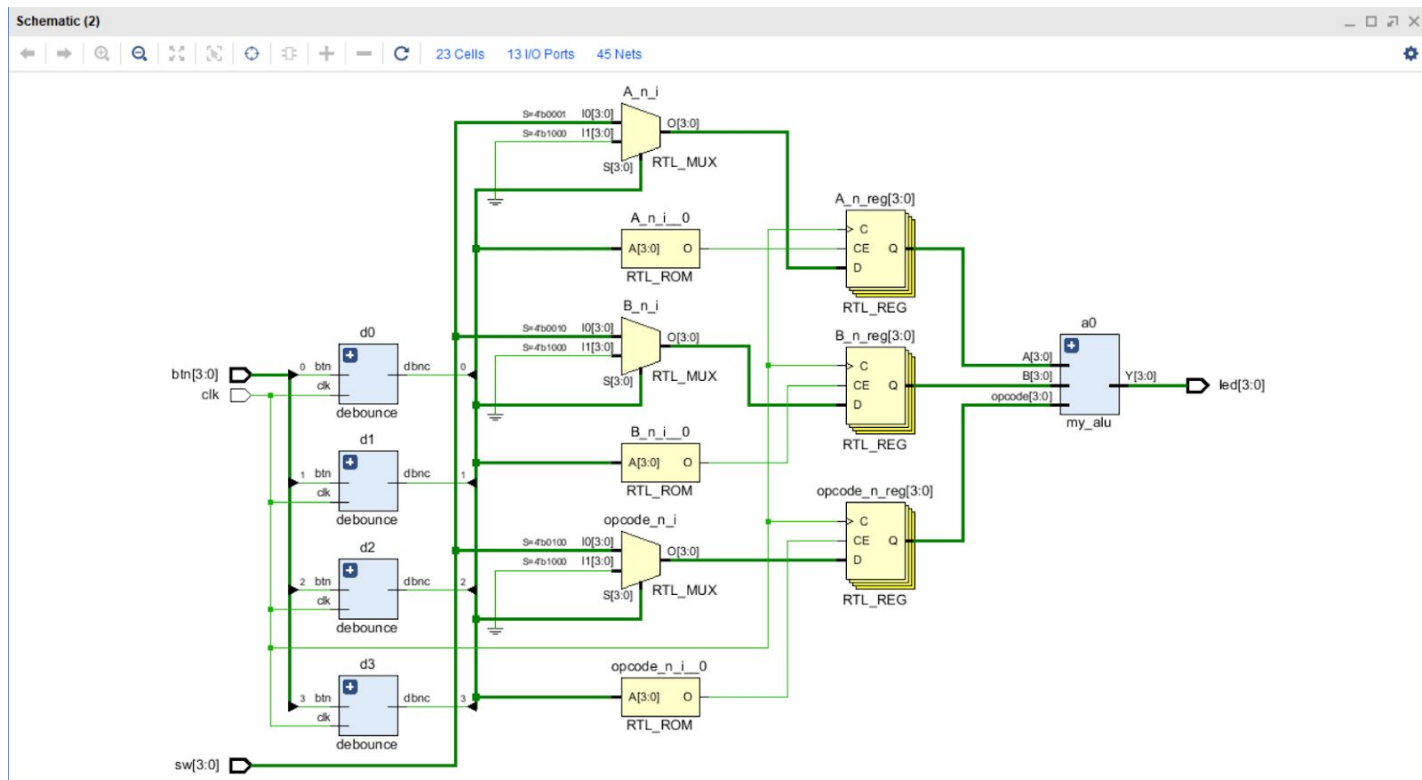 Schematic (2)
23 Cells 13 I/O Ports 45 Nets
A_n_i
S=4'b0001 I0[3:0]
S=4'b1000 I1[3:0]
O[3:0]
S[3:0]
RTL_MUX
A_n_i__0
A[3:0] O
RTL_ROM
A_n_reg[3:0]
C
CE Q
D
RTL_REG
B_n_i
S=4'b0010 I0[3:0]
S=4'b1000 I1[3:0]
O[3:0]
S[3:0]
RTL_MUX
B_n_i__0
A[3:0] O
RTL_ROM
B_n_reg[3:0]
C
CE Q
D
RTL_REG
opcode_n_i
S=4'b0100 I0[3:0]
S=4'b1000 I1[3:0]
O[3:0]
S[3:0]
RTL_MUX
opcode_n_i__0
A[3:0] O
RTL_ROM
opcode_n_reg[3:0]
C
CE Q
D
RTL_REG
a0
A[3:0]
B[3:0]
opcode[3:0]
Y[3:0]
my_alu
led[3:0]
btn[3:0]
clk
d0
0 btn dbnc 0
clk
debounce
d1
1 btn dbnc 1
clk
debounce
d2
2 btn dbnc 2
clk
debounce
d3
3 btn dbnc 3
clk
debounce
sw[3:0]